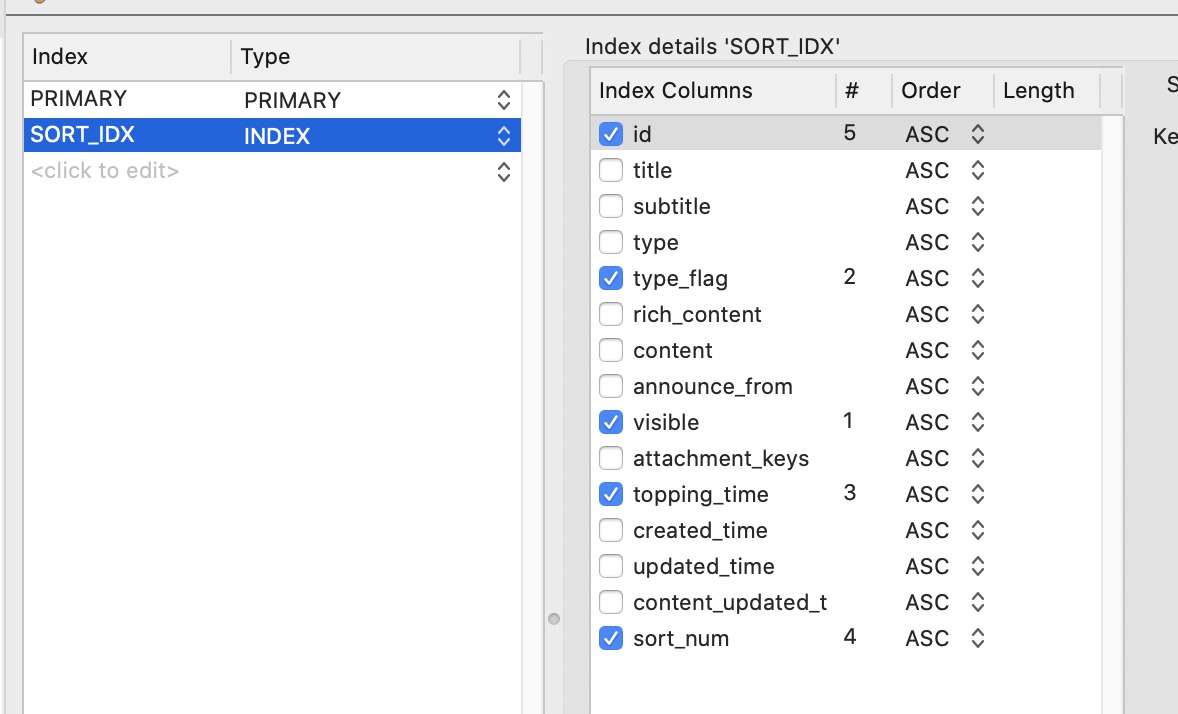 Index Type
PRIMARY PRIMARY
SORT_IDX INDEX
<click to edit>
Index details 'SORT_IDX'
Index Columns # Order Length
id 5 ASC
title ASC
subtitle ASC
type ASC
type_flag 2 ASC
rich_content ASC
content ASC
announce_from ASC
visible 1 ASC
attachment_keys ASC
topping_time 3 ASC
created_time ASC
updated_time ASC
content_updated_t ASC
sort_num 4 ASC
S
Ke